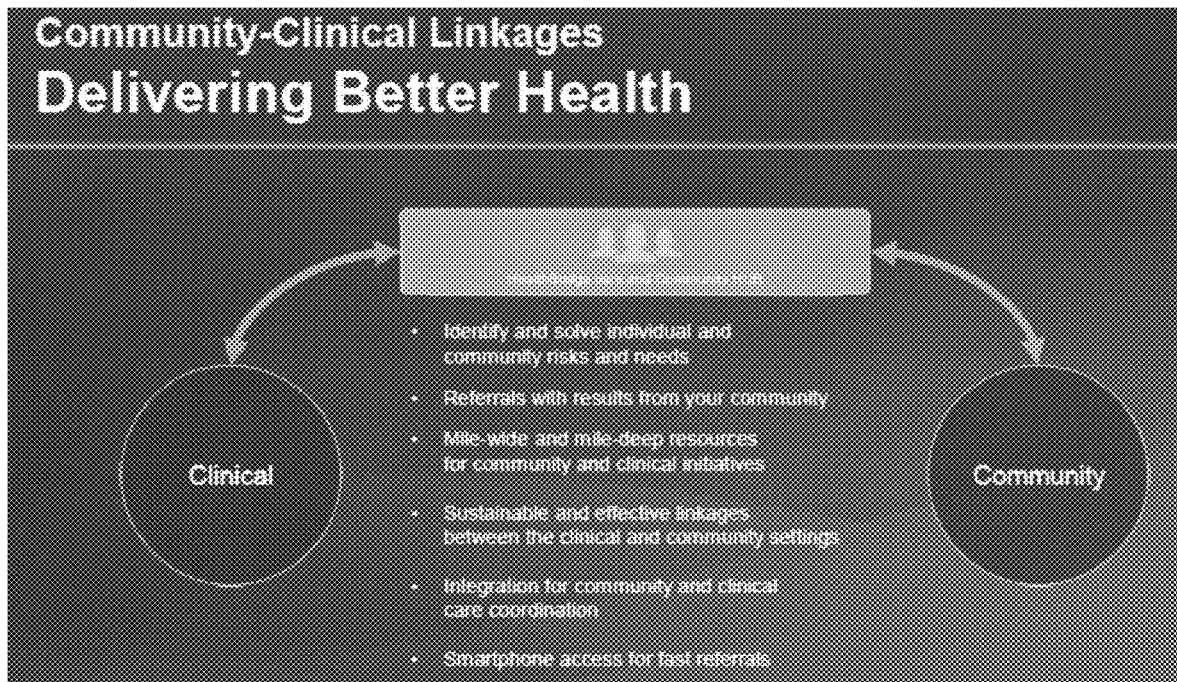 Community-Clinical Linkages
Delivering Better Health
Clinical
• Identify and solve individual and
community risks and needs
• Referrals with results from your community
• Mile-wide and mile-deep resources
for community and clinical initiatives
• Sustainable and effective linkages
between the clinical and community settings
• Integration for community and clinical
care coordination
• Smartphone access for fast referrals
Community